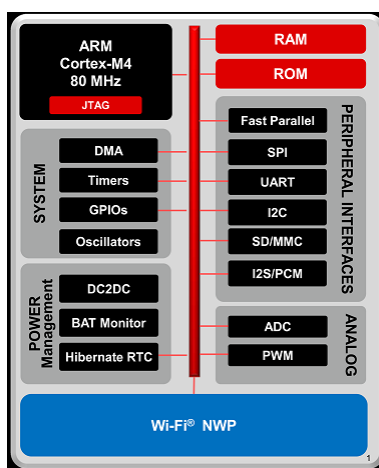 ARM
Cortex-M4
80 MHz
JTAG
RAM
ROM
SYSTEM
DMA
Timers
GPIOs
Oscillators
POWER
Management
DC2DC
BAT Monitor
Hibernate RTC
PERIPHERAL INTERFACES
Fast Parallel
SPI
UART
I2C
SD/MMC
I2S/PCM
ANALOG
ADC
PWM
Wi-Fi® NWP
1